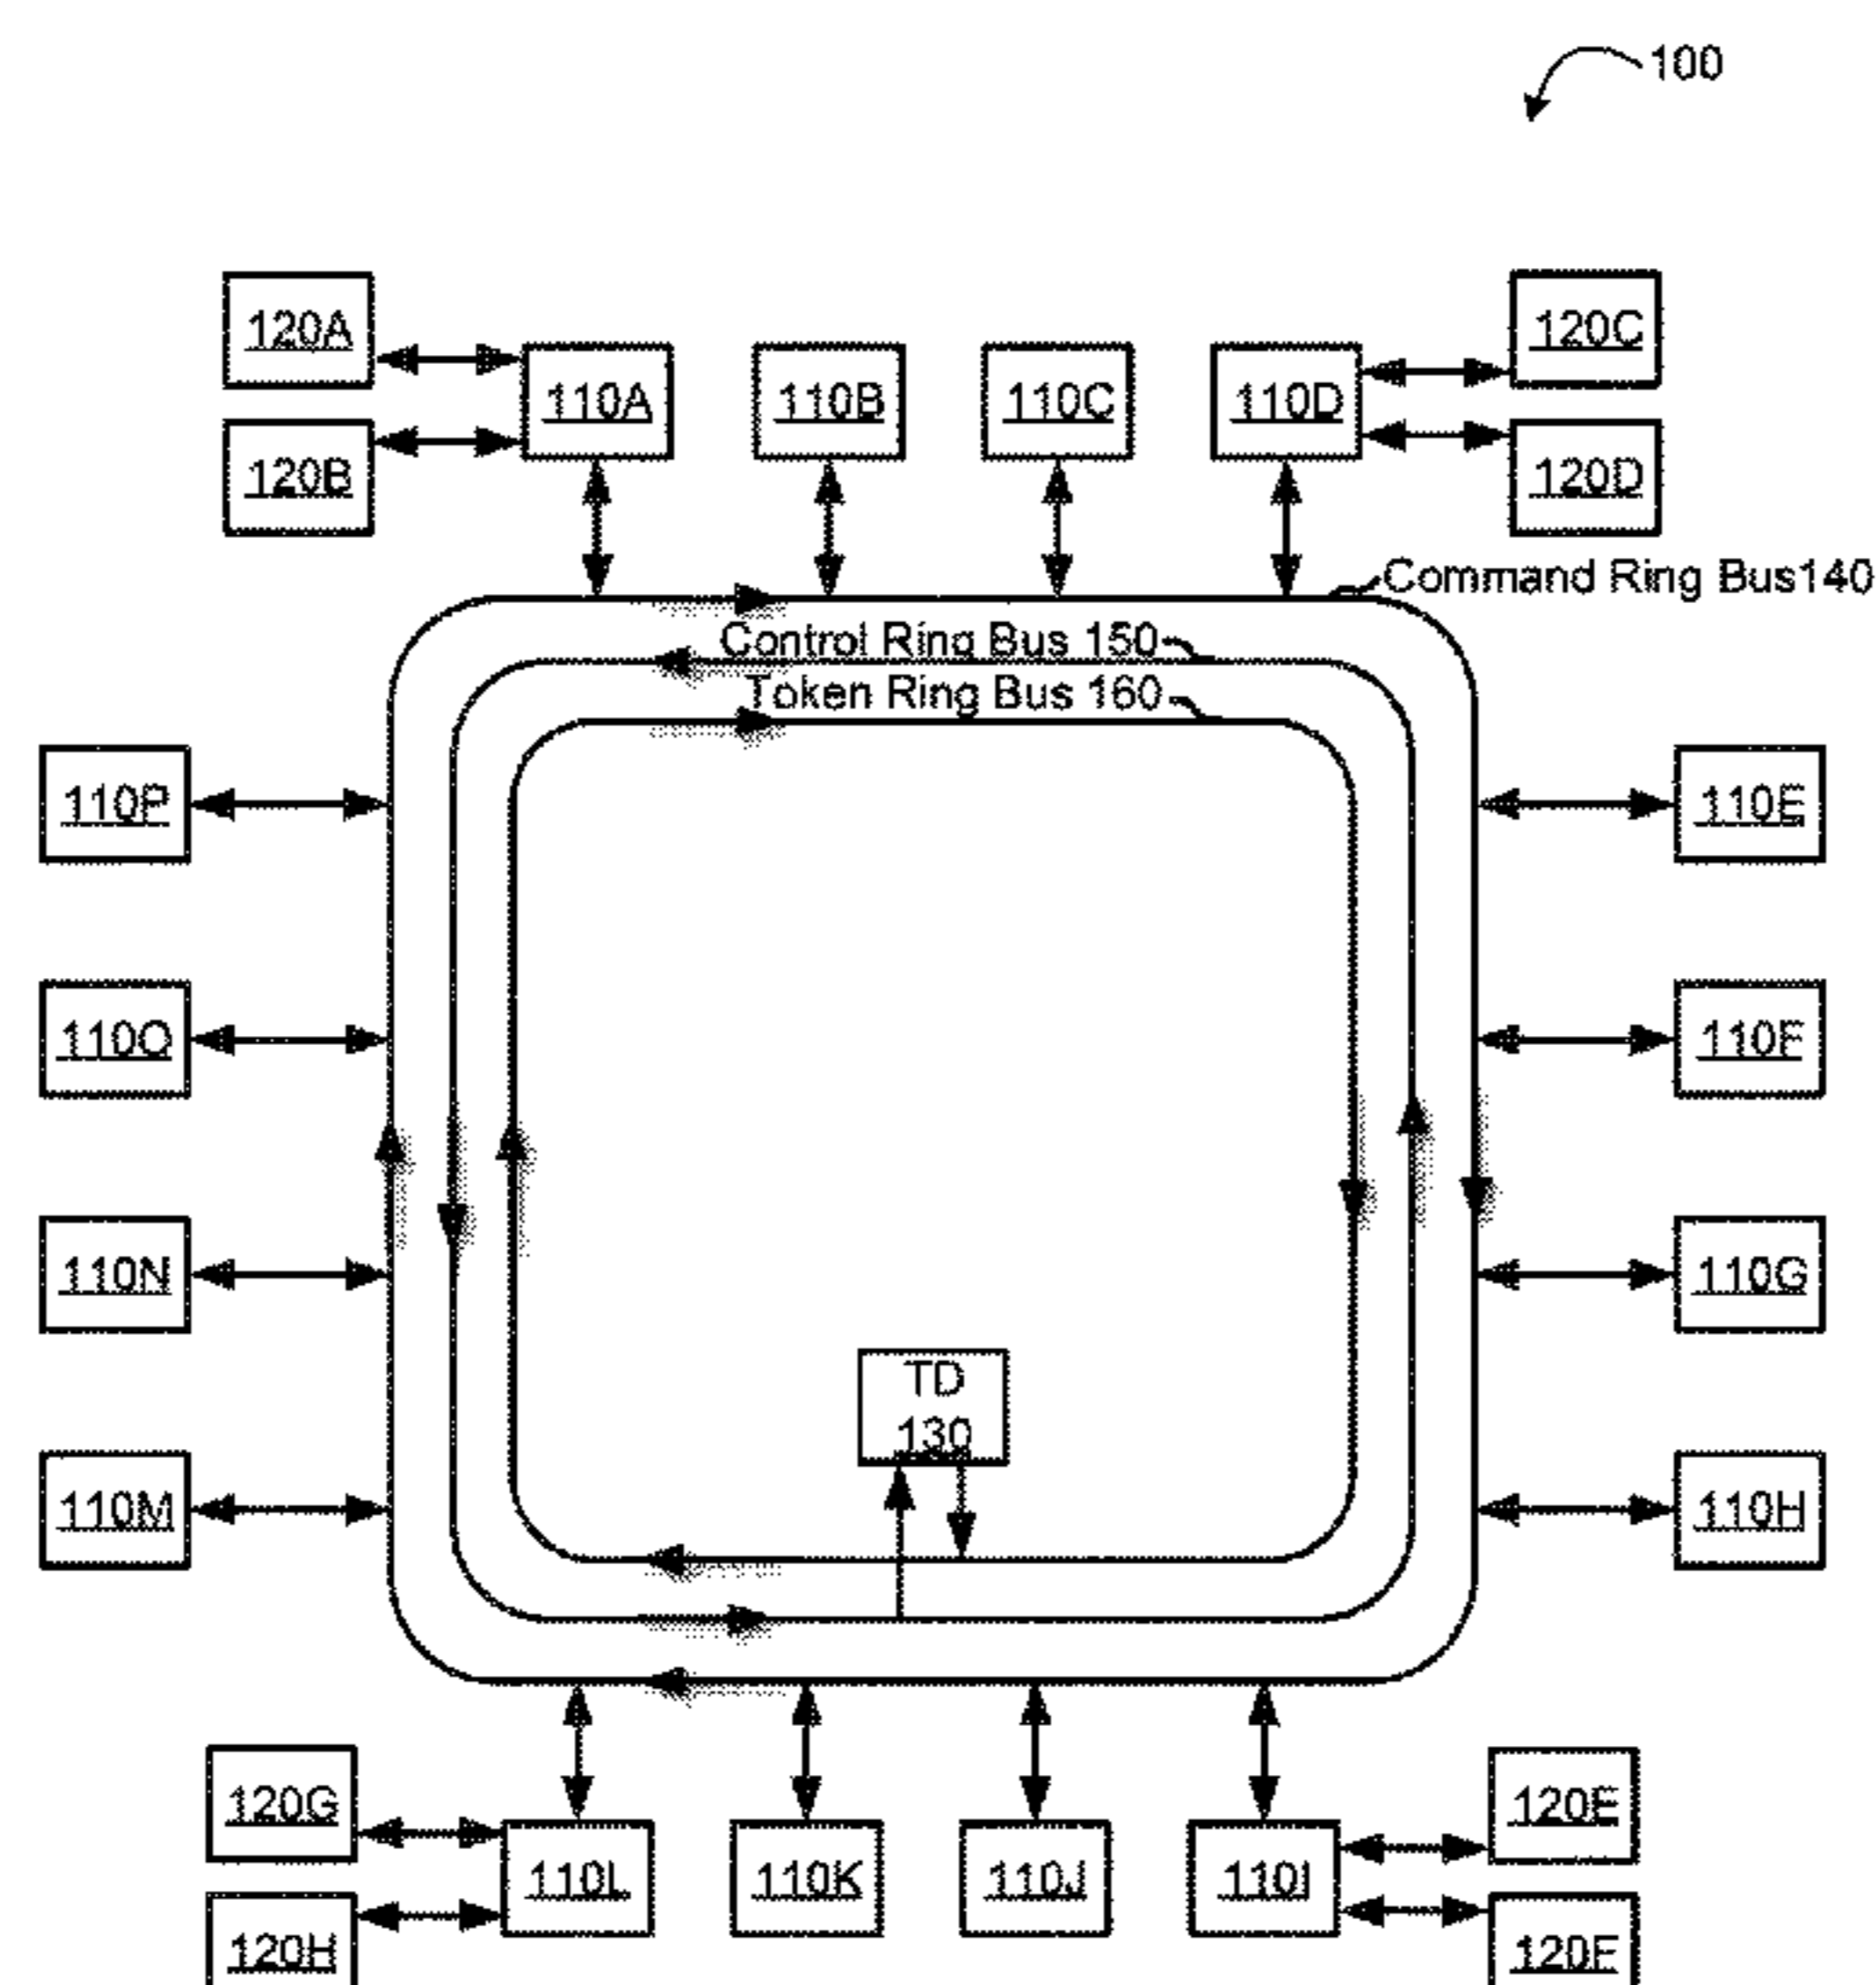 100
120A
120C
110A
110B
110C
110D
120B
120D
Command Ring Bus140
Control Ring Bus 150
Token Ring Bus 160
110P
110E
110O
110F
110N
110G
TD
130
110M
110H
120G
120E
110L
110K
110J
110I
120H
120F